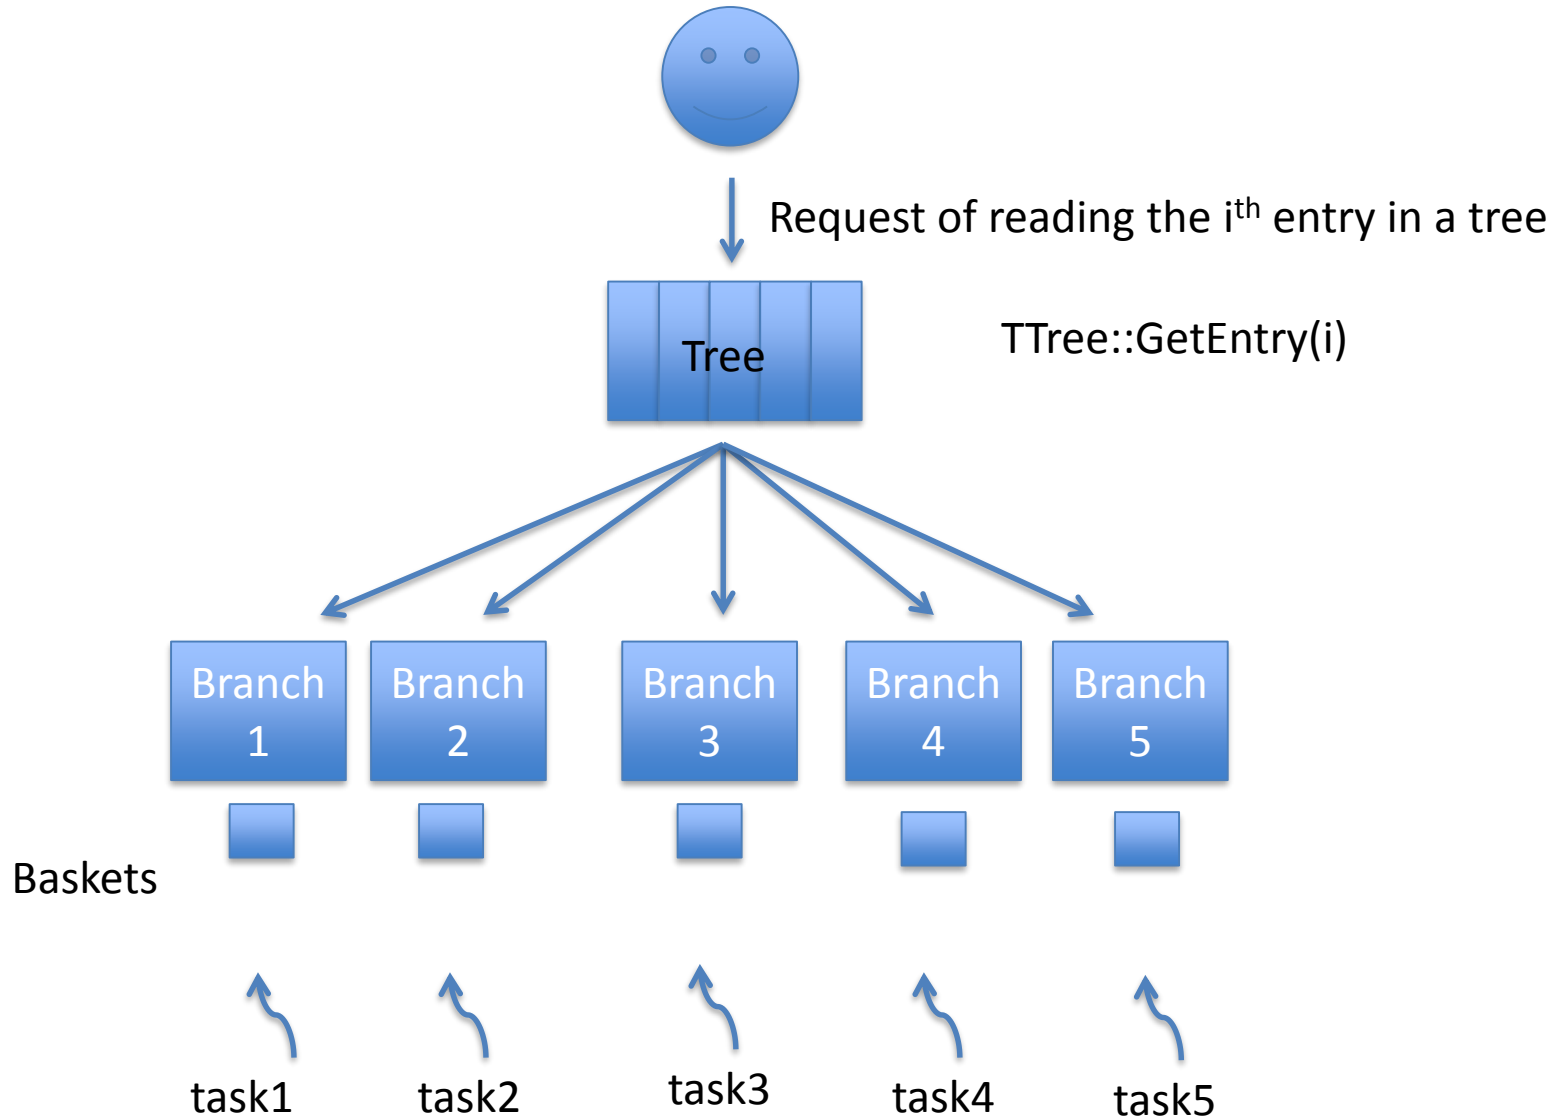 Request of reading the iᵗʰ entry in a tree
TTree::GetEntry(i)
Tree
Branch
1
Branch
2
Branch
3
Branch
4
Branch
5
Baskets
task1
task2
task3
task4
task5